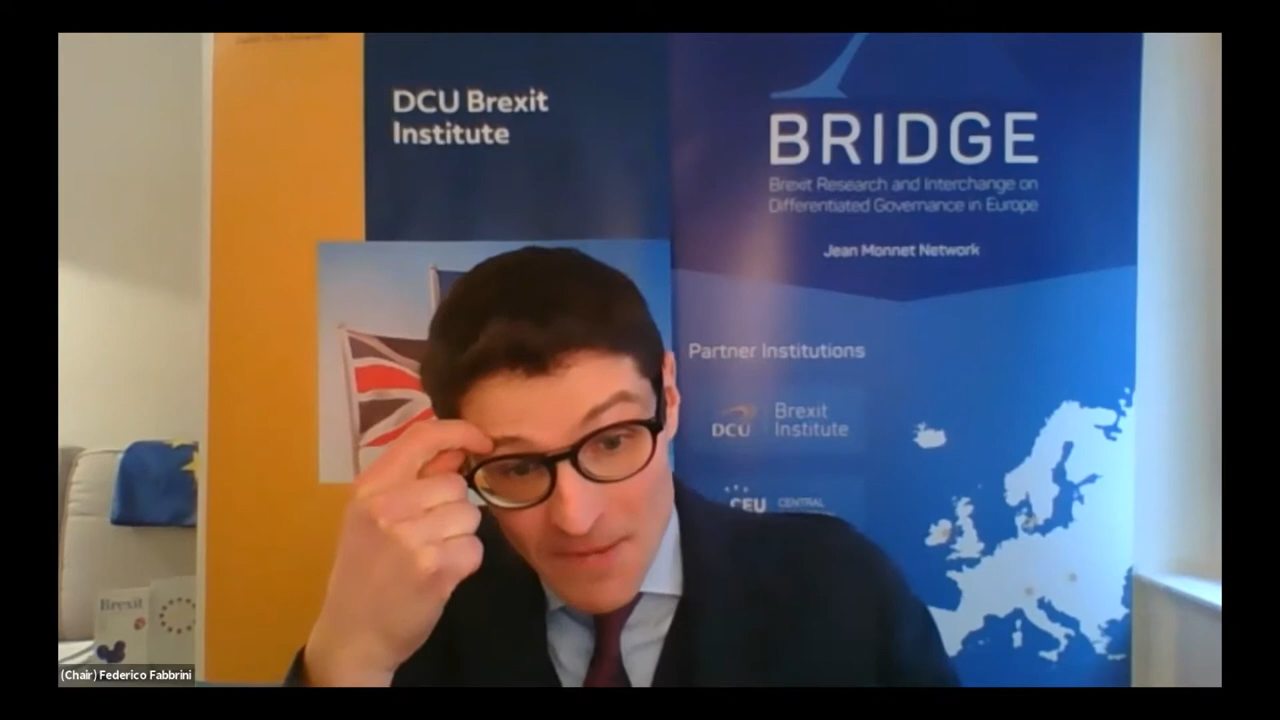 DCU Brexit
Institute
BRIDGE
Brexit Research and Interchange on
Differentiated Governance in Europe
Jean Monnet Network
Partner Institutions
DCU
Brexit
Institute
CEU
CENTRAL
Brexit
(Chair) Federico Fabbrini